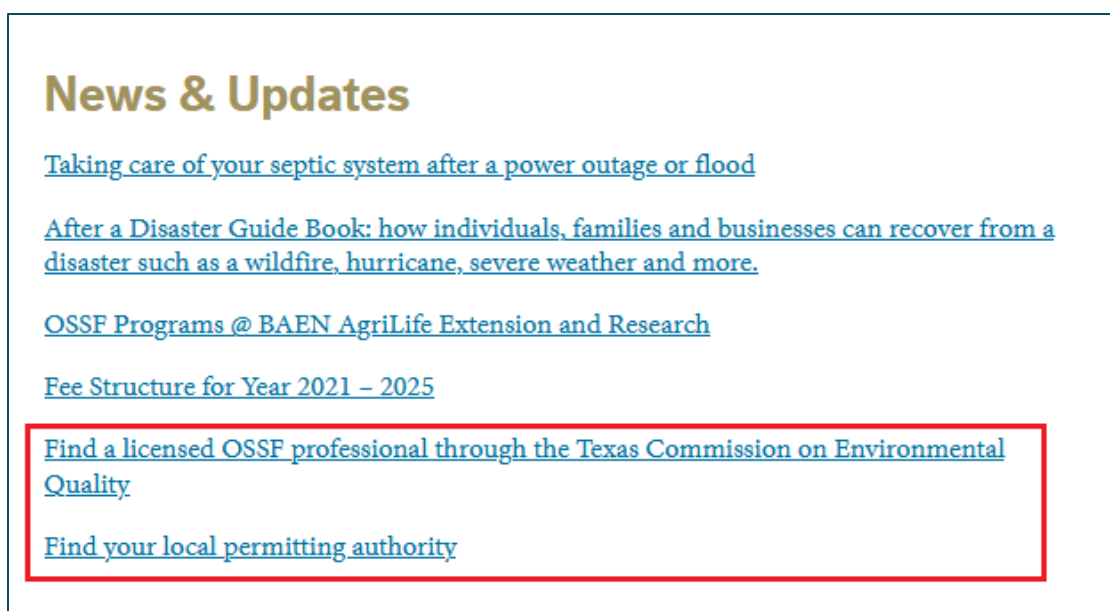 News & Updates
Taking care of your septic system after a power outage or flood
After a Disaster Guide Book: how individuals, families and businesses can recover from a
disaster such as a wildfire, hurricane, severe weather and more.
OSSF Programs @ BAEN AgriLife Extension and Research
Fee Structure for Year 2021 – 2025
Find a licensed OSSF professional through the Texas Commission on Environmental
Quality
Find your local permitting authority